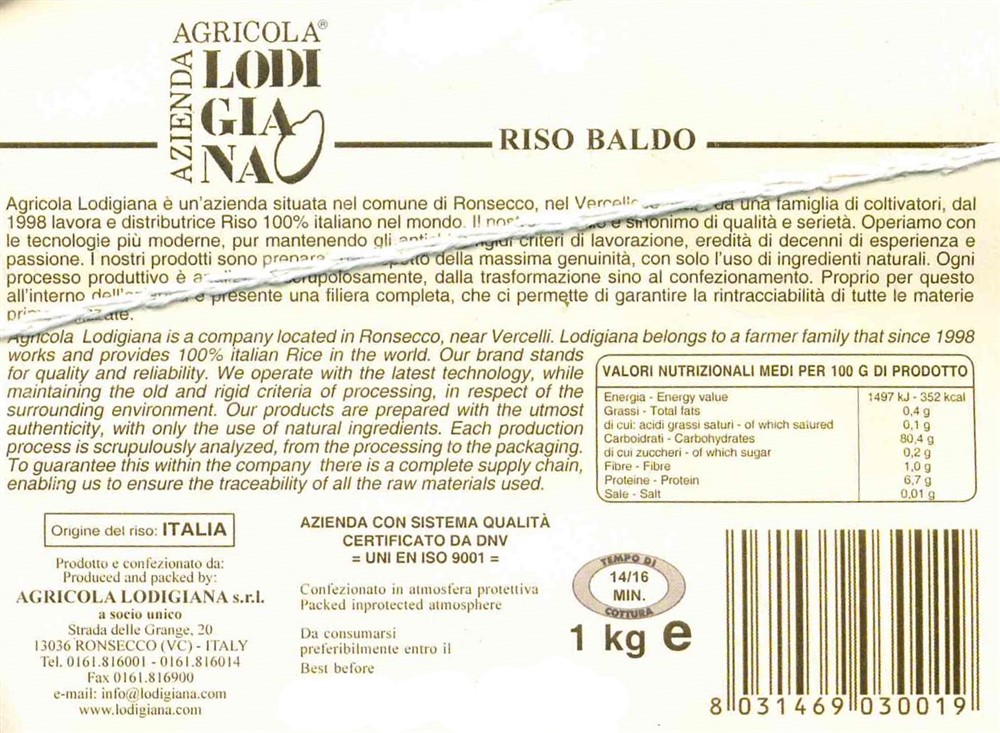 AZIENDA
AGRICOLA®
LODI
GIA
NA
RISO BALDO
Agricola Lodigiana è un'azienda situata nel comune di Ronsecco, nel una famiglia di coltivatori, dal
1998 lavora e distributrice Riso 100% italiano nel mondo. Il è sinonimo di qualità e serietà. Operiamo con
le tecnologie più moderne, pur mantenendo gli criteri di lavorazione, eredità di decenni di esperienza e
passione. I nostri prodotti sono della massima genuinità, con solo l'uso di ingredienti naturali. Ogni
processo produttivo è dalla trasformazione sino al confezionamento. Proprio per questo
all'interno è presente una filiera completa, che ci permette di garantire la rintracciabilità di tutte le materie
Agricola Lodigiana is a company located in Ronsecco, near Vercelli. Lodigiana belongs to a farmer family that since 1998
works and provides 100% italian Rice in the world. Our brand stands
for quality and reliability. We operate with the latest technology, while
maintaining the old and rigid criteria of processing, in respect of the
surrounding environment. Our products are prepared with the utmost
authenticity, with only the use of natural ingredients. Each production
process is scrupulously analyzed, from the processing to the packaging.
To guarantee this within the company there is a complete supply chain,
enabling us to ensure the traceability of all the raw materials used.
VALORI NUTRIZIONALI MEDI PER 100 G DI PRODOTTO
Energia - Energy value 1497 kJ - 352 kcal
Grassi - Total fats 0,4 g
di cui: acidi grassi saturi - of which satured 0,1 g
Carboidrati - Carbohydrates 80,4 g
di cui zuccheri - of which sugar 0,2 g
Fibre - Fibre 1,0 g
Proteine - Protein 6,7 g
Sale - Salt 0,01 g
Origine del riso: ITALIA
Prodotto e confezionato da:
Produced and packed by:
AGRICOLA LODIGIANA s.r.l.
a socio unico
Strada delle Grange, 20
13036 RONSECCO (VC) - ITALY
Tel. 0161.816001 - 0161.816014
Fax 0161.816900
e-mail: info@lodigiana.com
www.lodigiana.com
AZIENDA CON SISTEMA QUALITÀ
CERTIFICATO DA DNV
= UNI EN ISO 9001 =
Confezionato in atmosfera protettiva
Packed inprotected atmosphere
Da consumarsi
preferibilmente entro il
Best before
TEMPO DI
14/16
MIN.
COTTURA
1 kg e
8 031469 030019